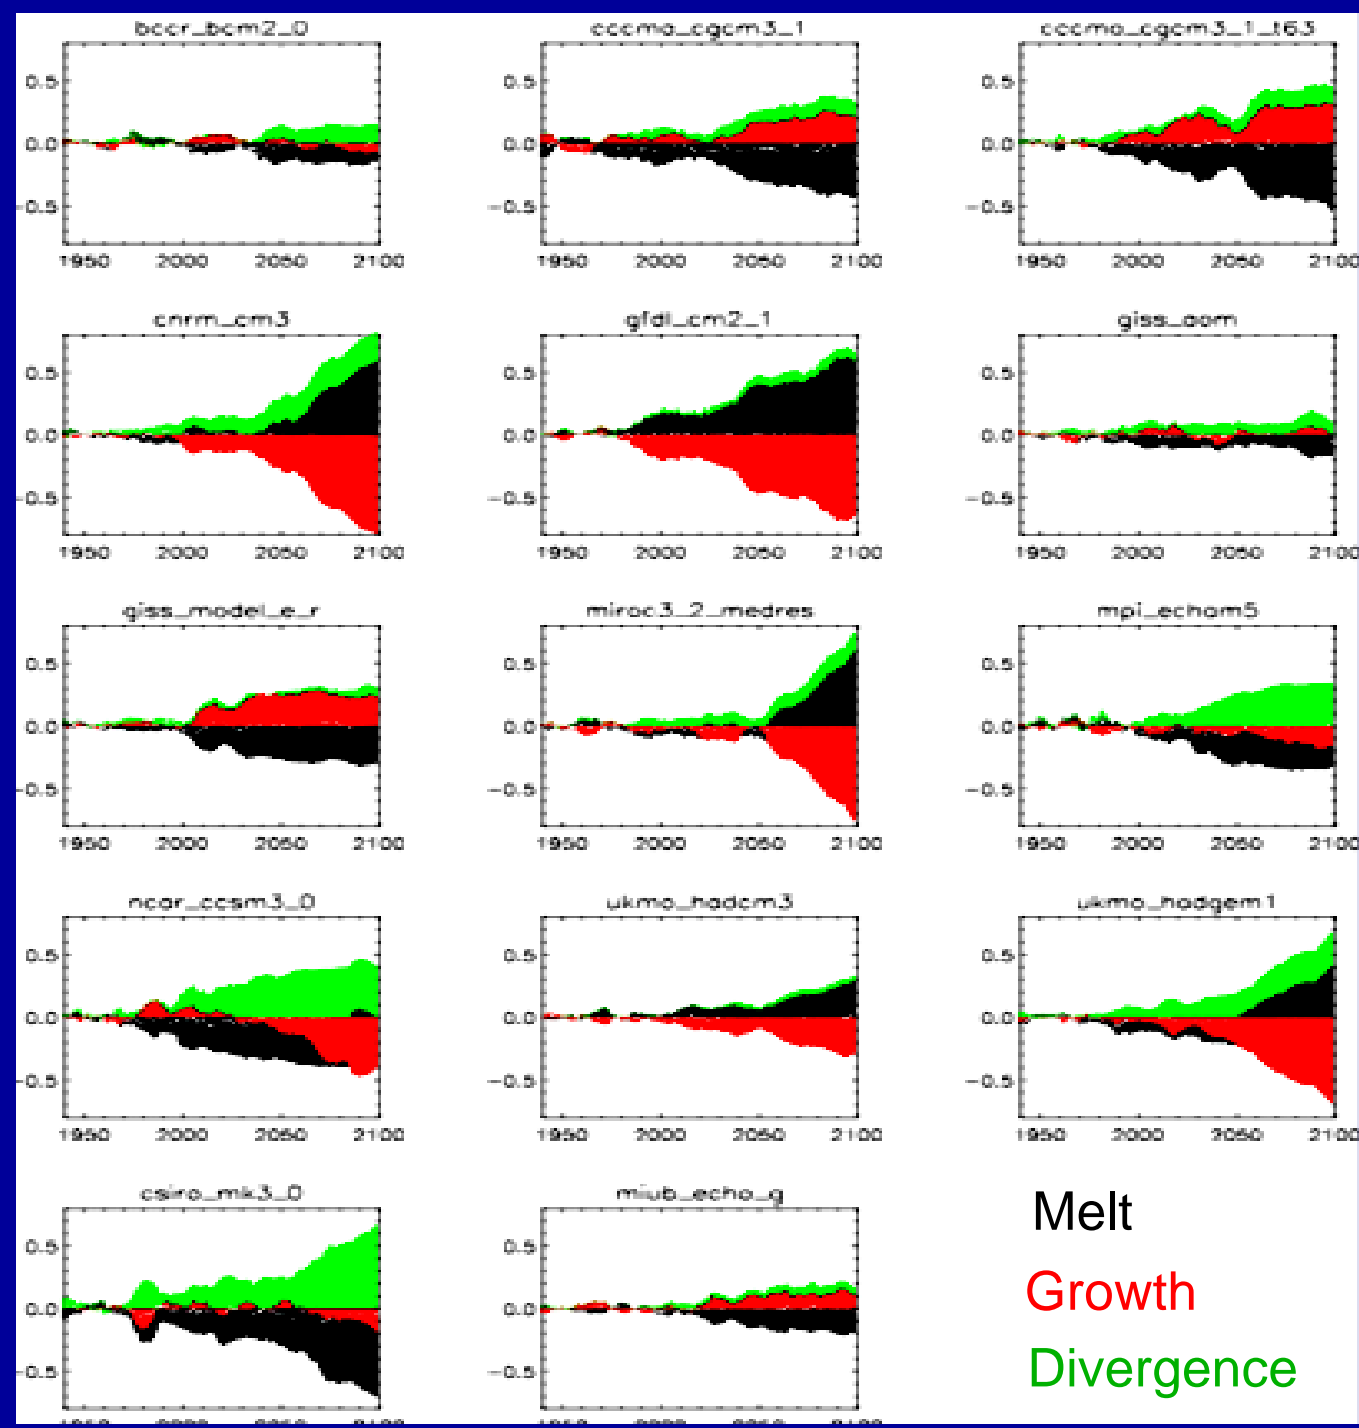 bccr_bcm2_0 cccma_cgcm3_1 cccma_cgcm3_1_t63
0.5 0.5 0.5
0.0 0.0 0.0
-0.5 -0.5 -0.5
1950 2000 2050 2100 1950 2000 2050 2100 1950 2000 2050 2100
cnrm_cm3 gfdl_cm2_1 giss_aom
0.5 0.5 0.5
0.0 0.0 0.0
-0.5 -0.5 -0.5
1950 2000 2050 2100 1950 2000 2050 2100 1950 2000 2050 2100
giss_model_e_r miroc3_2_medres mpi_echam5
0.5 0.5 0.5
0.0 0.0 0.0
-0.5 -0.5 -0.5
1950 2000 2050 2100 1950 2000 2050 2100 1950 2000 2050 2100
ncar_ccsm3_0 ukmo_hadcm3 ukmo_hadgem1
0.5 0.5 0.5
0.0 0.0 0.0
-0.5 -0.5 -0.5
1950 2000 2050 2100 1950 2000 2050 2100 1950 2000 2050 2100
csiro_mk3_0 miub_echo_g
0.5 0.5
0.0 0.0
-0.5 -0.5
Melt
Growth
Divergence